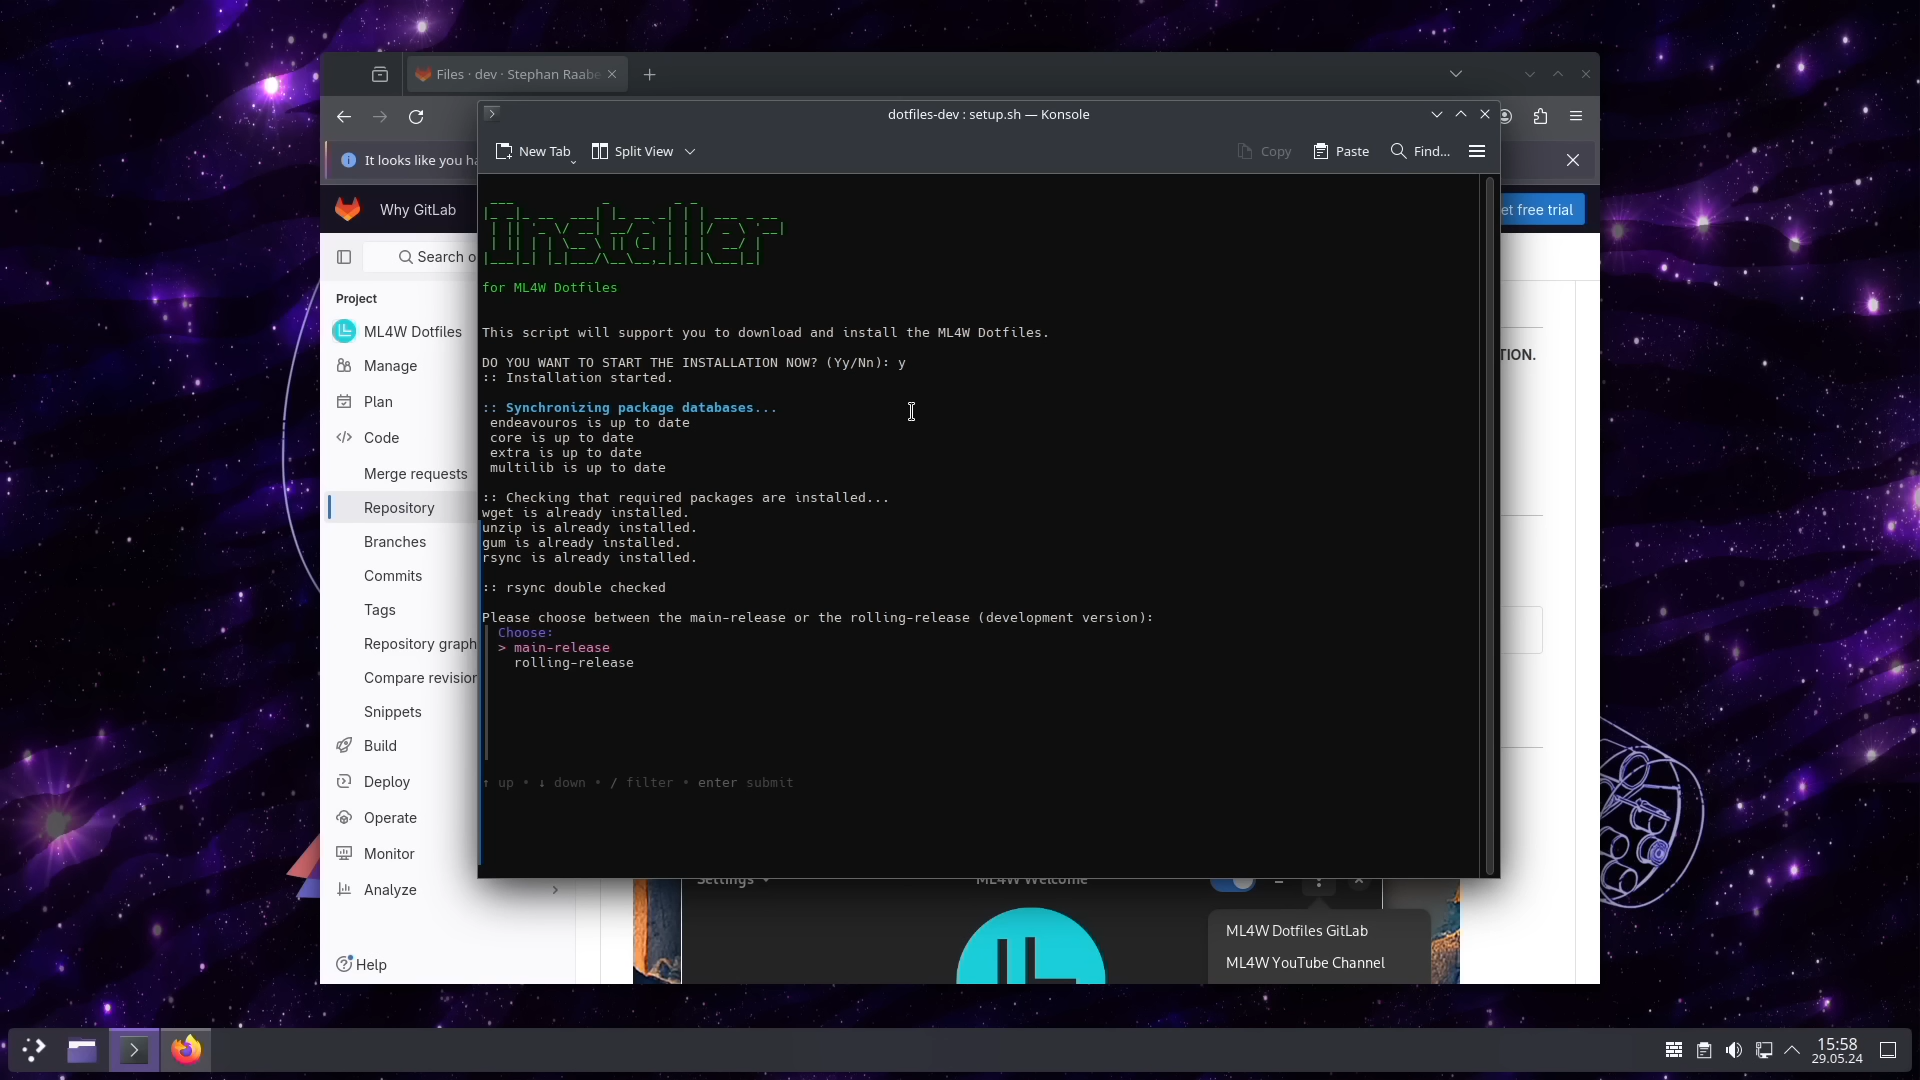 Files · dev · Stephan Raabe
dotfiles-dev : setup.sh — Konsole
It looks like you ha
New Tab
Split View
Copy
Paste
Find...
Why GitLab
et free trial
Search o
Project
ML4W Dotfiles
Manage
Plan
Code
Merge requests
Repository
Branches
Commits
Tags
Repository graph
Compare revision
Snippets
Build
Deploy
Operate
Monitor
Analyze
Help
Installer
for ML4W Dotfiles
This script will support you to download and install the ML4W Dotfiles.
DO YOU WANT TO START THE INSTALLATION NOW? (Yy/Nn): y
:: Installation started.
:: Synchronizing package databases...
endeavouros is up to date
core is up to date
extra is up to date
multilib is up to date
:: Checking that required packages are installed...
wget is already installed.
unzip is already installed.
gum is already installed.
rsync is already installed.
:: rsync double checked
Please choose between the main-release or the rolling-release (development version):
Choose:
> main-release
rolling-release
↑ up • ↓ down • / filter • enter submit
TION.
Settings
ML4W Welcome
ML4W Dotfiles GitLab
ML4W YouTube Channel
15:58
29.05.24